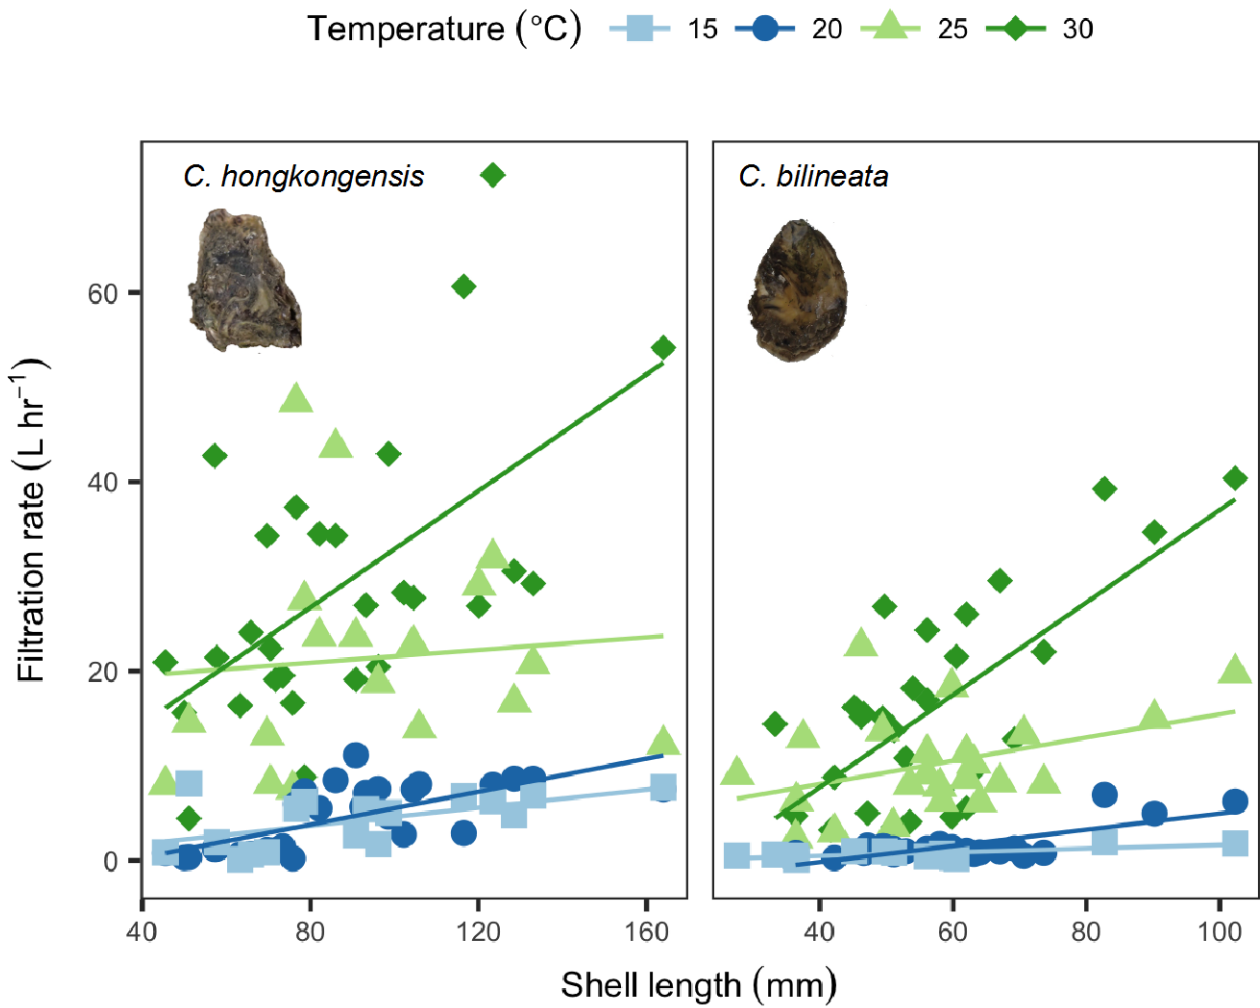 Temperature (°C) 15 20 25 30
C. hongkongensis
C. bilineata
Filtration rate (L hr⁻¹)
60
40
20
0
40 80 120 160
40 60 80 100
Shell length (mm)